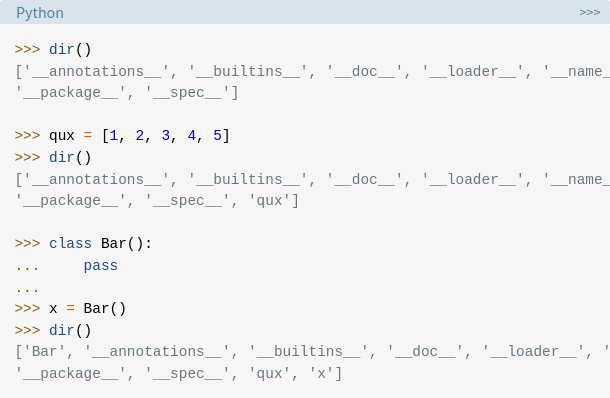 Python
>>>
>>> dir()
['__annotations__', '__builtins__', '__doc__', '__loader__', '__name_
'__package__', '__spec__']
>>> qux = [1, 2, 3, 4, 5]
>>> dir()
['__annotations__', '__builtins__', '__doc__', '__loader__', '__name_
'__package__', '__spec__', 'qux']
>>> class Bar():
...     pass
...
>>> x = Bar()
>>> dir()
['Bar', '__annotations__', '__builtins__', '__doc__', '__loader__', '
'__package__', '__spec__', 'qux', 'x']